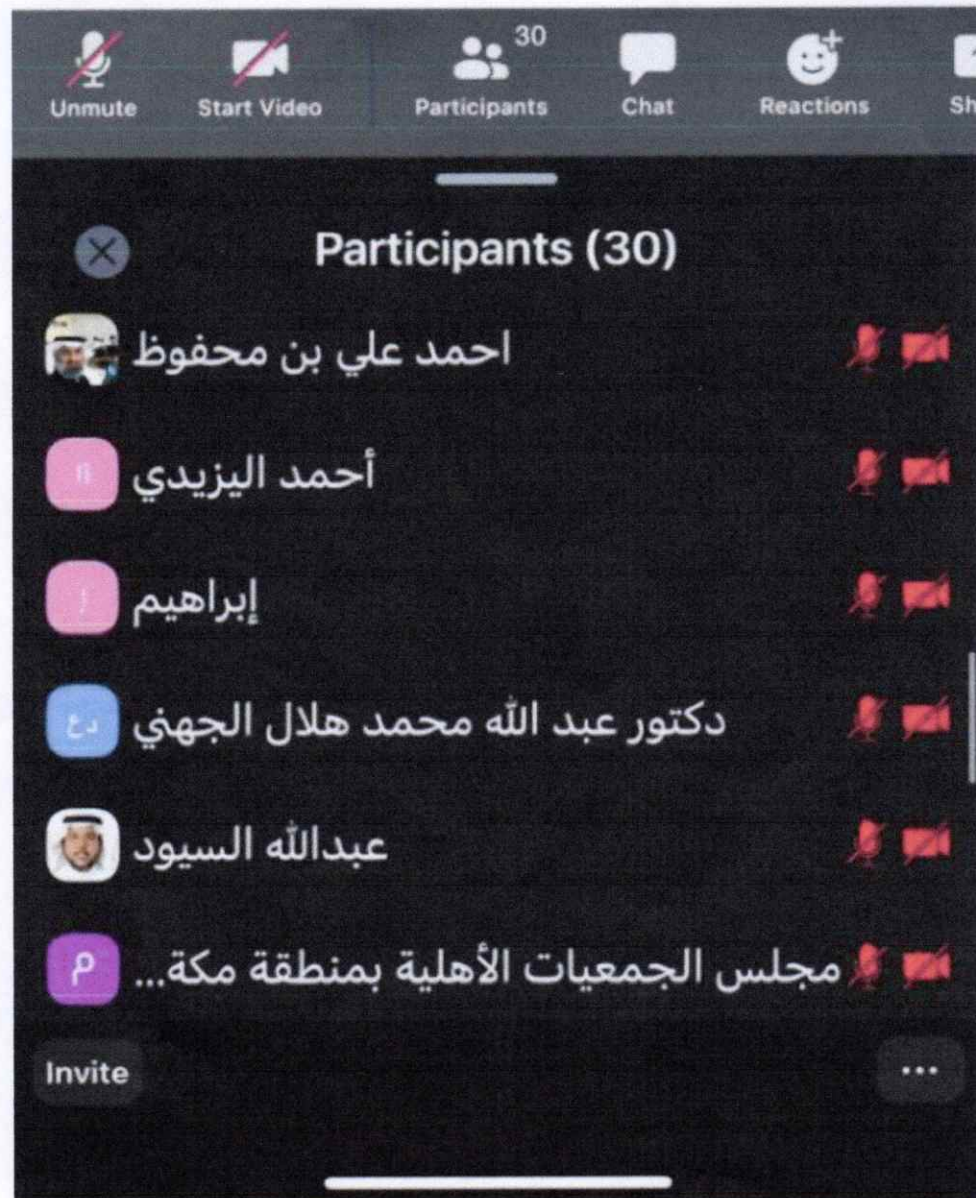 30
Unmute
Start Video
Participants
Chat
Reactions
Sh
Participants (30)
احمد علي بن محفوظ
أحمد اليزيدي
أا
إبراهيم
إ
دكتور عبد الله محمد هلال الجهني
دع
عبدالله السيود
مجلس الجمعيات الأهلية بمنطقة مكة...
م
Invite
...